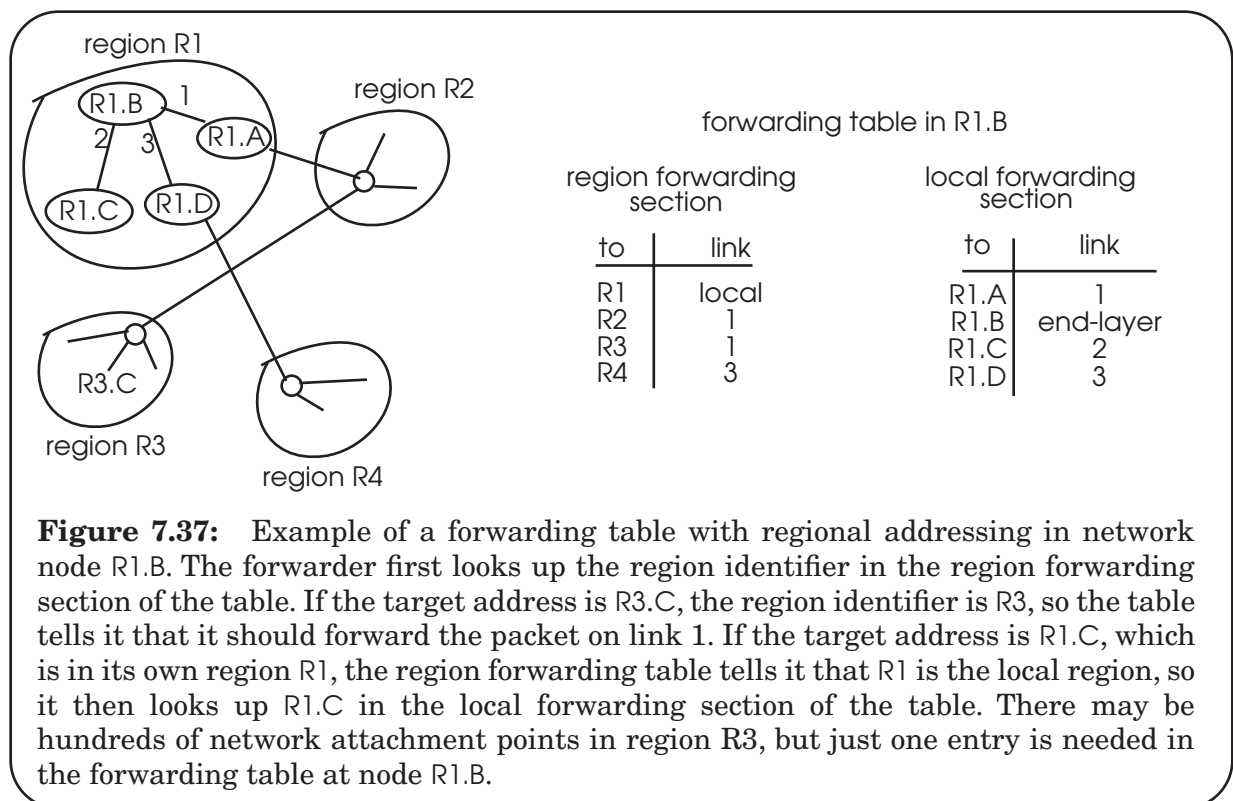 region R1
region R2
R1.B
1
R1.A
2
3
R1.C
R1.D
R3.C
region R3
region R4
forwarding table in R1.B
region forwarding
section
to link
R1 local
R2 1
R3 1
R4 3
local forwarding
section
to link
R1.A 1
R1.B end-layer
R1.C 2
R1.D 3
Figure 7.37: Example of a forwarding table with regional addressing in network
node R1.B. The forwarder first looks up the region identifier in the region forwarding
section of the table. If the target address is R3.C, the region identifier is R3, so the table
tells it that it should forward the packet on link 1. If the target address is R1.C, which
is in its own region R1, the region forwarding table tells it that R1 is the local region, so
it then looks up R1.C in the local forwarding section of the table. There may be
hundreds of network attachment points in region R3, but just one entry is needed in
the forwarding table at node R1.B.